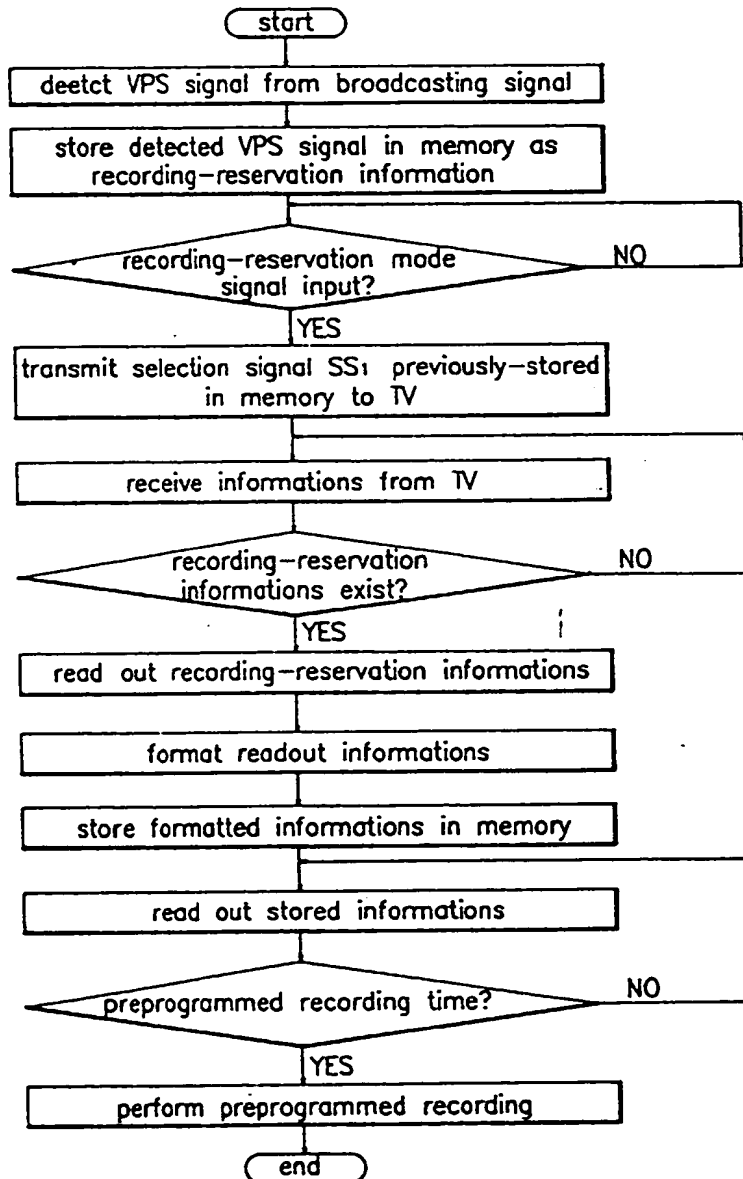 start
deetct VPS signal from broadcasting signal
store detected VPS signal in memory as
recording-reservation information
recording-reservation mode
signal input?
NO
YES
transmit selection signal SS1 previously-stored
in memory to TV
receive informations from TV
recording-reservation
informations exist?
NO
YES
read out recording-reservation informations
format readout informations
store formatted informations in memory
read out stored informations
preprogrammed recording time?
NO
YES
perform preprogrammed recording
end